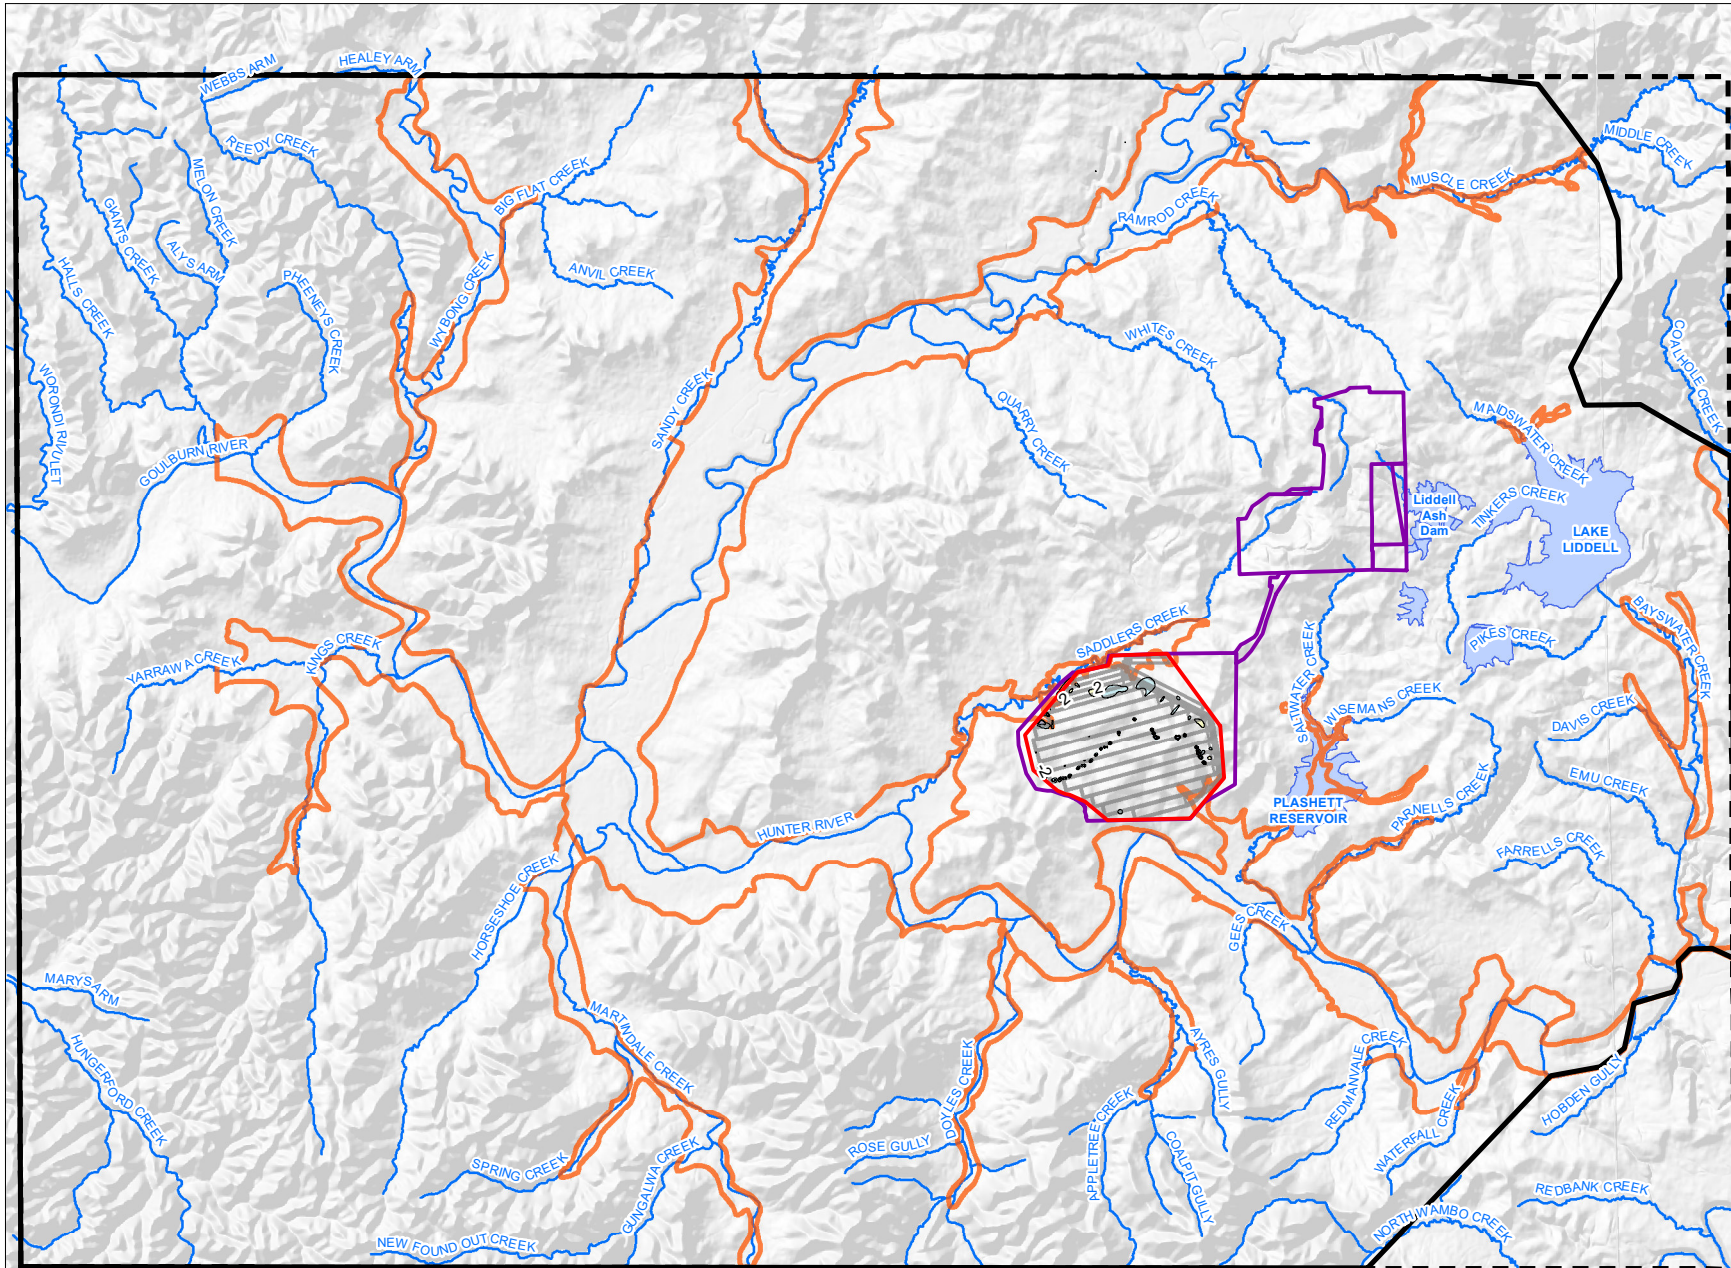 WEBBS ARM
HEALEY ARM
MIDDLE CREEK
REEDY CREEK
MELON CREEK
BIG FLAT CREEK
MUSCLE CREEK
RAMROD CREEK
GIANTS CREEK
ALYS ARM
HALLS CREEK
PHEENEYS CREEK
ANVIL CREEK
WYBONG CREEK
WHITES CREEK
COALHOLE CREEK
WORONDI RIVULET
SANDY CREEK
QUARRY CREEK
MAIDSWATER CREEK
GOULBURN RIVER
TINKERS CREEK
Liddell
Ash
Dam
LAKE
LIDDELL
SADDLERS CREEK
BAYSWATER CREEK
PIKES CREEK
KINGS CREEK
YARRAWA CREEK
SALTWATER CREEK
WISEMANS CREEK
DAVIS CREEK
-2
-2
-2
EMU CREEK
PARNELLS CREEK
PLASHETT
RESERVOIR
HUNTER RIVER
FARRELLS CREEK
HORSESHOE CREEK
GEES CREEK
MARYS ARM
MARTINDALE CREEK
HUNGERFORD CREEK
DOYLES CREEK
AYRES GULLY
REDMANVALE CREEK
HOBDEN GULLY
APPLETREE CREEK
COALPIT GULLY
WATERFALL CREEK
ROSE GULLY
SPRING CREEK
GUNGALWA CREEK
REDBANK CREEK
NORTH WAMBO CREEK
NEW FOUND OUT CREEK